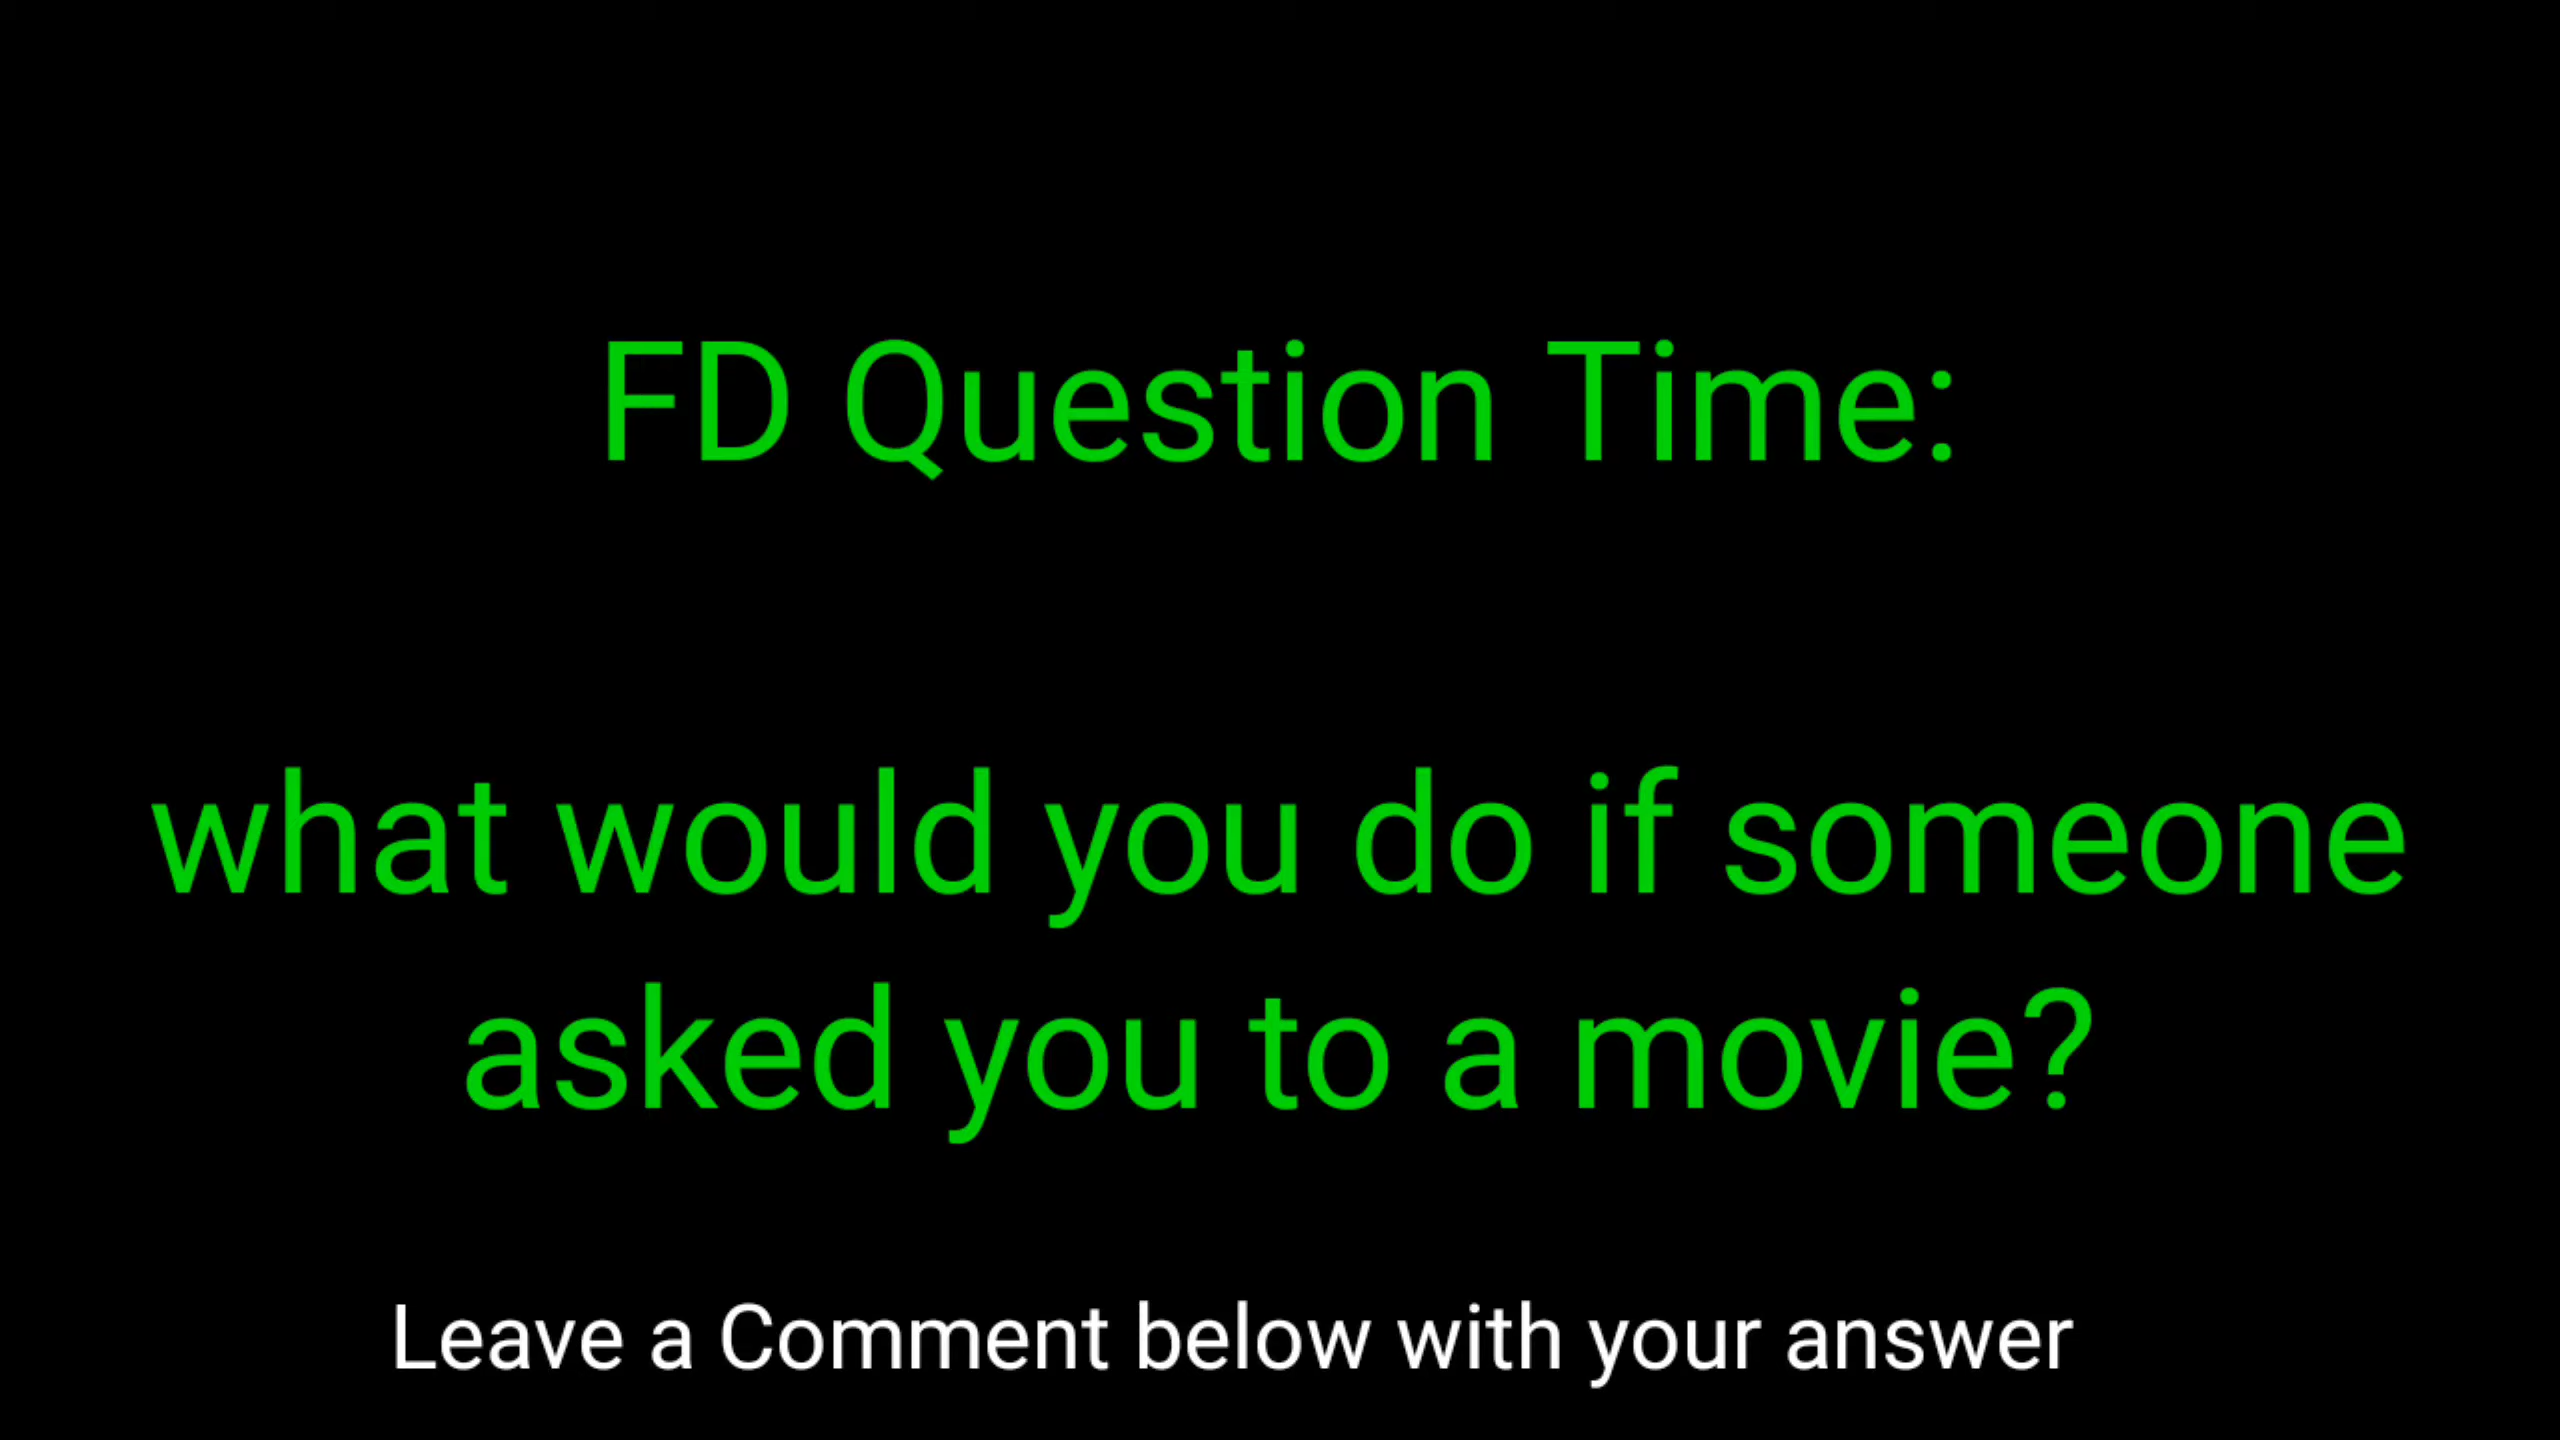 FD Question Time:
what would you do if someone
asked you to a movie?
Leave a Comment below with your answer